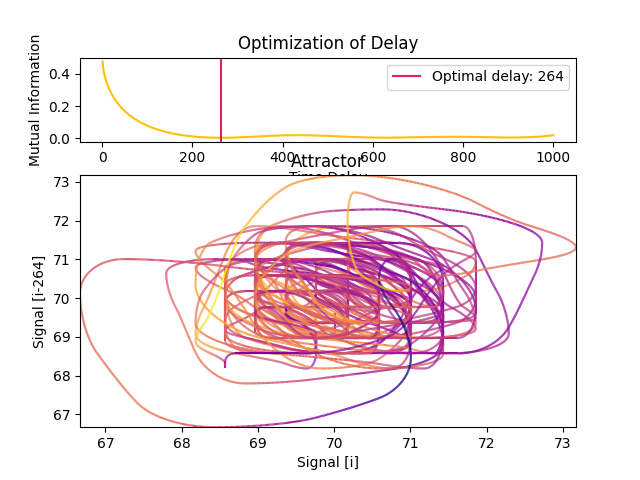 Optimization of Delay
Mutual Information
0.4
0.2
0.0
Optimal delay: 264
0 200 400 600 800 1000
Attractor
Signal [i-264]
73
72
71
70
69
68
67
67 68 69 70 71 72 73
Signal [i]